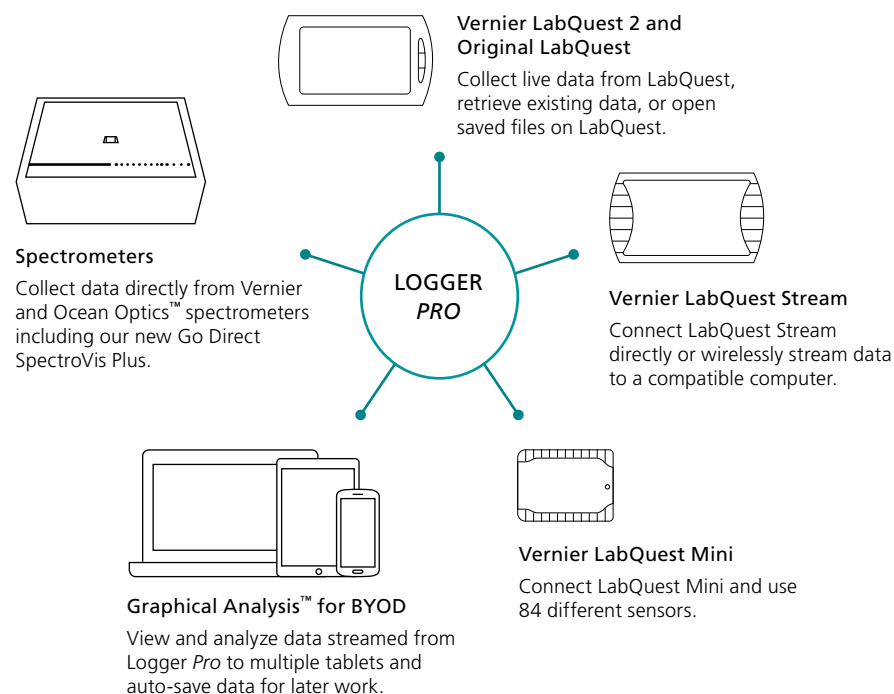 Vernier LabQuest 2 and
Original LabQuest
Collect live data from LabQuest,
retrieve existing data, or open
saved files on LabQuest.
Spectrometers
Collect data directly from Vernier
and Ocean Optics™ spectrometers
including our new Go Direct
SpectroVis Plus.
LOGGER
PRO
Vernier LabQuest Stream
Connect LabQuest Stream
directly or wirelessly stream data
to a compatible computer.
Graphical Analysis™ for BYOD
View and analyze data streamed from
Logger Pro to multiple tablets and
auto-save data for later work.
Vernier LabQuest Mini
Connect LabQuest Mini and use
84 different sensors.